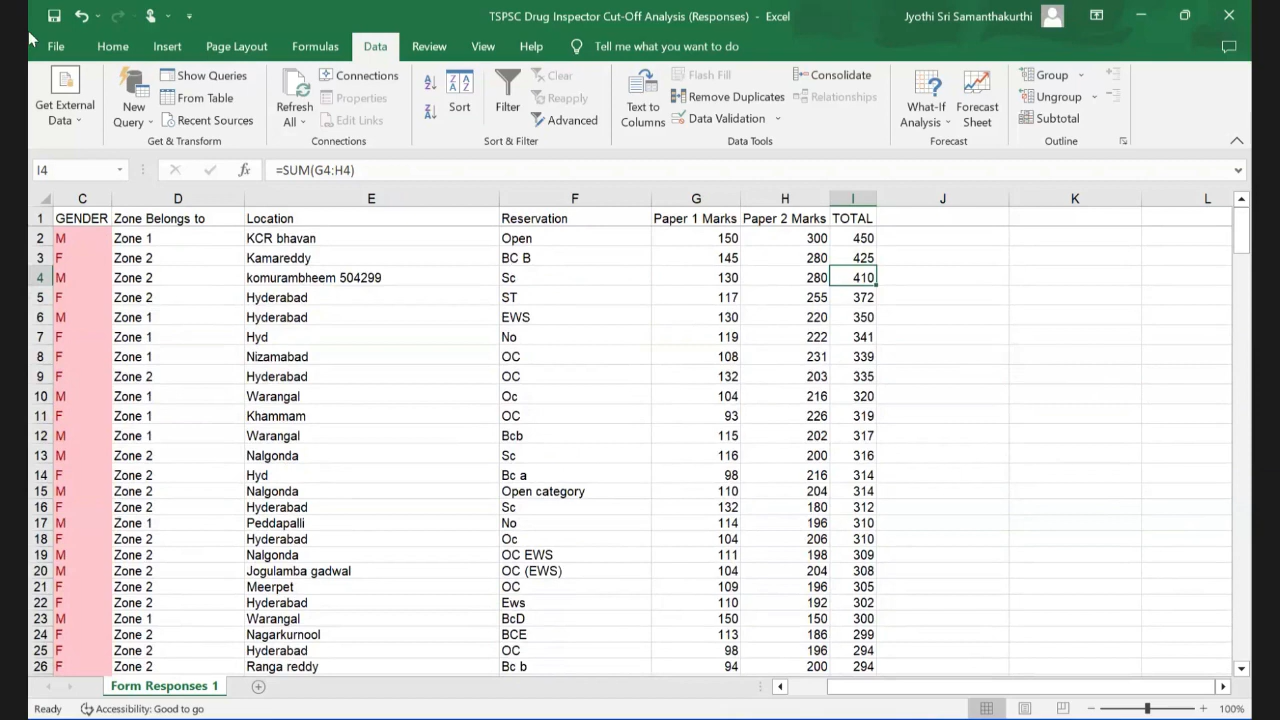 TSPSC Drug Inspector Cut-Off Analysis (Responses) - Excel
Jyothi Sri Samanthakurthi
File Home Insert Page Layout Formulas Data Review View Help Tell me what you want to do
Get External Data
New Query
Show Queries
From Table
Recent Sources
Get & Transform
Refresh All
Connections
Properties
Edit Links
Connections
Sort
Filter
Clear
Reapply
Advanced
Sort & Filter
Text to Columns
Flash Fill
Remove Duplicates
Data Validation
Consolidate
Relationships
Data Tools
What-If Analysis
Forecast Sheet
Forecast
Group
Ungroup
Subtotal
Outline
I4 fx =SUM(G4:H4)
C D E F G H I J K L
1 GENDER Zone Belongs to Location Reservation Paper 1 Marks Paper 2 Marks TOTAL
2 M Zone 1 KCR bhavan Open 150 300 450
3 F Zone 2 Kamareddy BC B 145 280 425
4 M Zone 2 komurambheem 504299 Sc 130 280 410
5 F Zone 2 Hyderabad ST 117 255 372
6 M Zone 1 Hyderabad EWS 130 220 350
7 F Zone 1 Hyd No 119 222 341
8 F Zone 1 Nizamabad OC 108 231 339
9 F Zone 2 Hyderabad OC 132 203 335
10 M Zone 1 Warangal Oc 104 216 320
11 F Zone 1 Khammam OC 93 226 319
12 M Zone 1 Warangal Bcb 115 202 317
13 M Zone 2 Nalgonda Sc 116 200 316
14 F Zone 2 Hyd Bc a 98 216 314
15 M Zone 2 Nalgonda Open category 110 204 314
16 F Zone 2 Hyderabad Sc 132 180 312
17 M Zone 1 Peddapalli No 114 196 310
18 F Zone 2 Hyderabad Oc 104 206 310
19 M Zone 2 Nalgonda OC EWS 111 198 309
20 M Zone 2 Jogulamba gadwal OC (EWS) 104 204 308
21 F Zone 2 Meerpet OC 109 196 305
22 F Zone 2 Hyderabad Ews 110 192 302
23 M Zone 1 Warangal BcD 150 150 300
24 F Zone 2 Nagarkurnool BCE 113 186 299
25 F Zone 2 Hyderabad OC 98 196 294
26 F Zone 2 Ranga reddy Bc b 94 200 294
Form Responses 1
Ready Accessibility: Good to go 100%